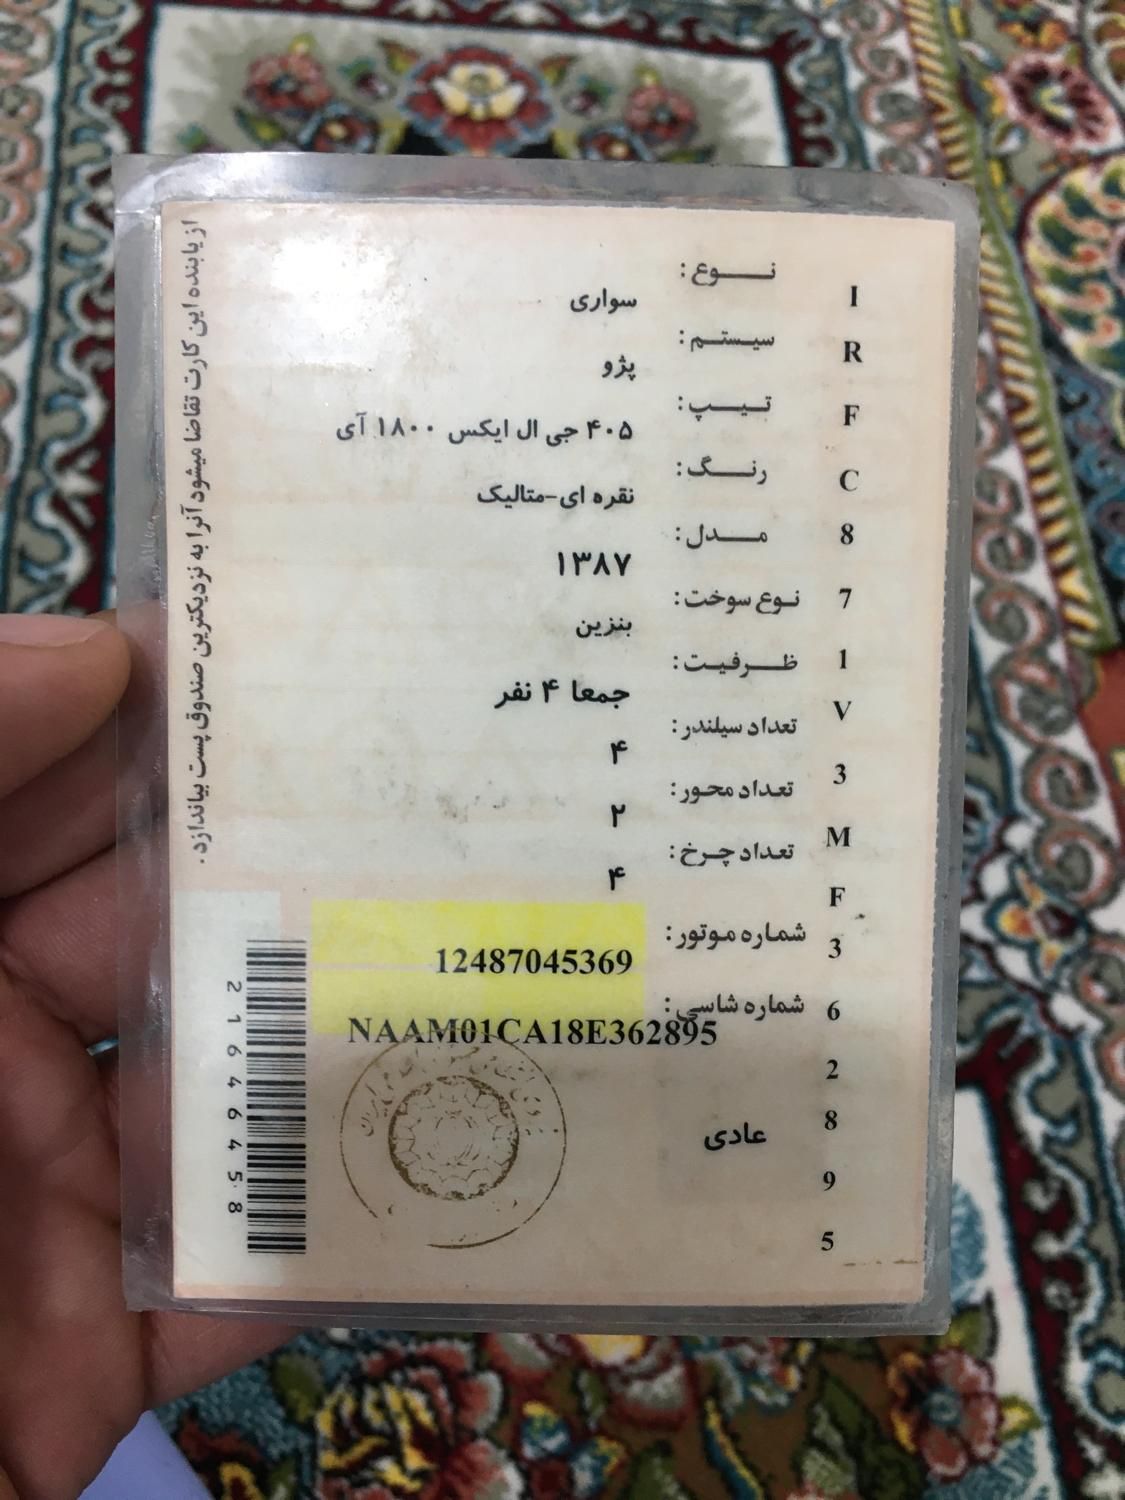 نوع:
سواری
سیستم:
پژو
تیپ:
۴۰۵ جی ال ایکس ۱۸۰۰ آی
رنگ:
نقره ای-متالیک
مدل:
۱۳۸۷
نوع سوخت:
بنزین
ظرفیت:
جمعا ۴ نفر
تعداد سیلندر:
۴
تعداد محور:
۲
تعداد چرخ:
۴
شماره موتور:
12487045369
شماره شاسی:
NAAM01CA18E362895
عادی
I
R
F
C
8
7
1
V
3
M
F
3
6
2
8
9
5
از یابنده این کارت تقاضا میشود آنرا به نزدیکترین صندوق پست بیاندازد.
21646458